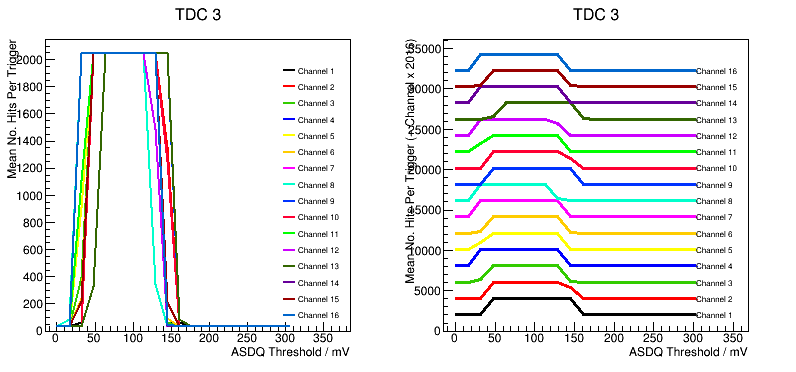 TDC 3
Mean No. Hits Per Trigger
2000
1800
1600
1400
1200
1000
800
600
400
200
0
0 50 100 150 200 250 300 350
ASDQ Threshold / mV
Channel 1
Channel 2
Channel 3
Channel 4
Channel 5
Channel 6
Channel 7
Channel 8
Channel 9
Channel 10
Channel 11
Channel 12
Channel 13
Channel 14
Channel 15
Channel 16
TDC 3
Mean No. Hits Per Trigger (+ Channel x 2016)
35000
30000
25000
20000
15000
10000
5000
0
0 50 100 150 200 250 300 350
ASDQ Threshold / mV
Channel 16
Channel 15
Channel 14
Channel 13
Channel 12
Channel 11
Channel 10
Channel 9
Channel 8
Channel 7
Channel 6
Channel 5
Channel 4
Channel 3
Channel 2
Channel 1